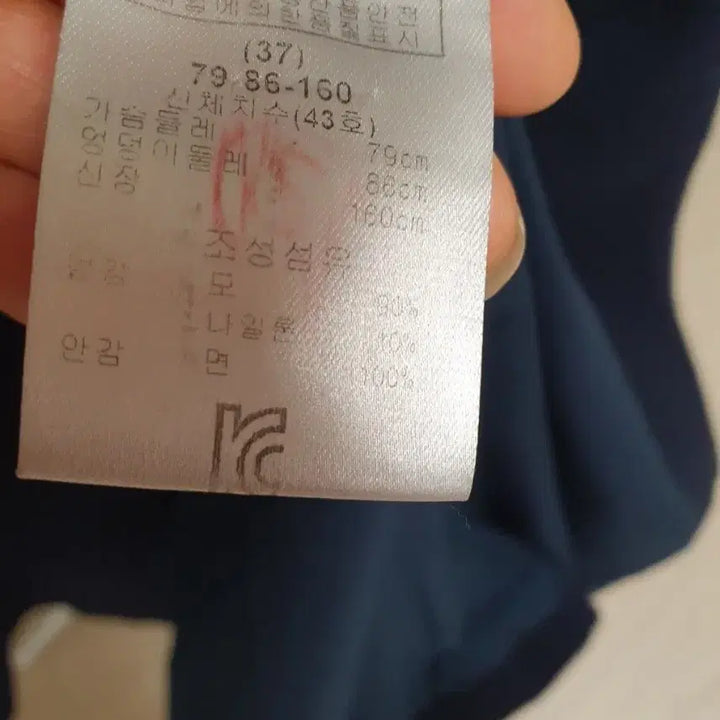 (37)
79 86-160
신체치수(43호)
가슴둘레 79cm
엉덩이둘레 86cm
신장 160cm
조성섬유
모 90%
나일론 10%
안감 면 100%